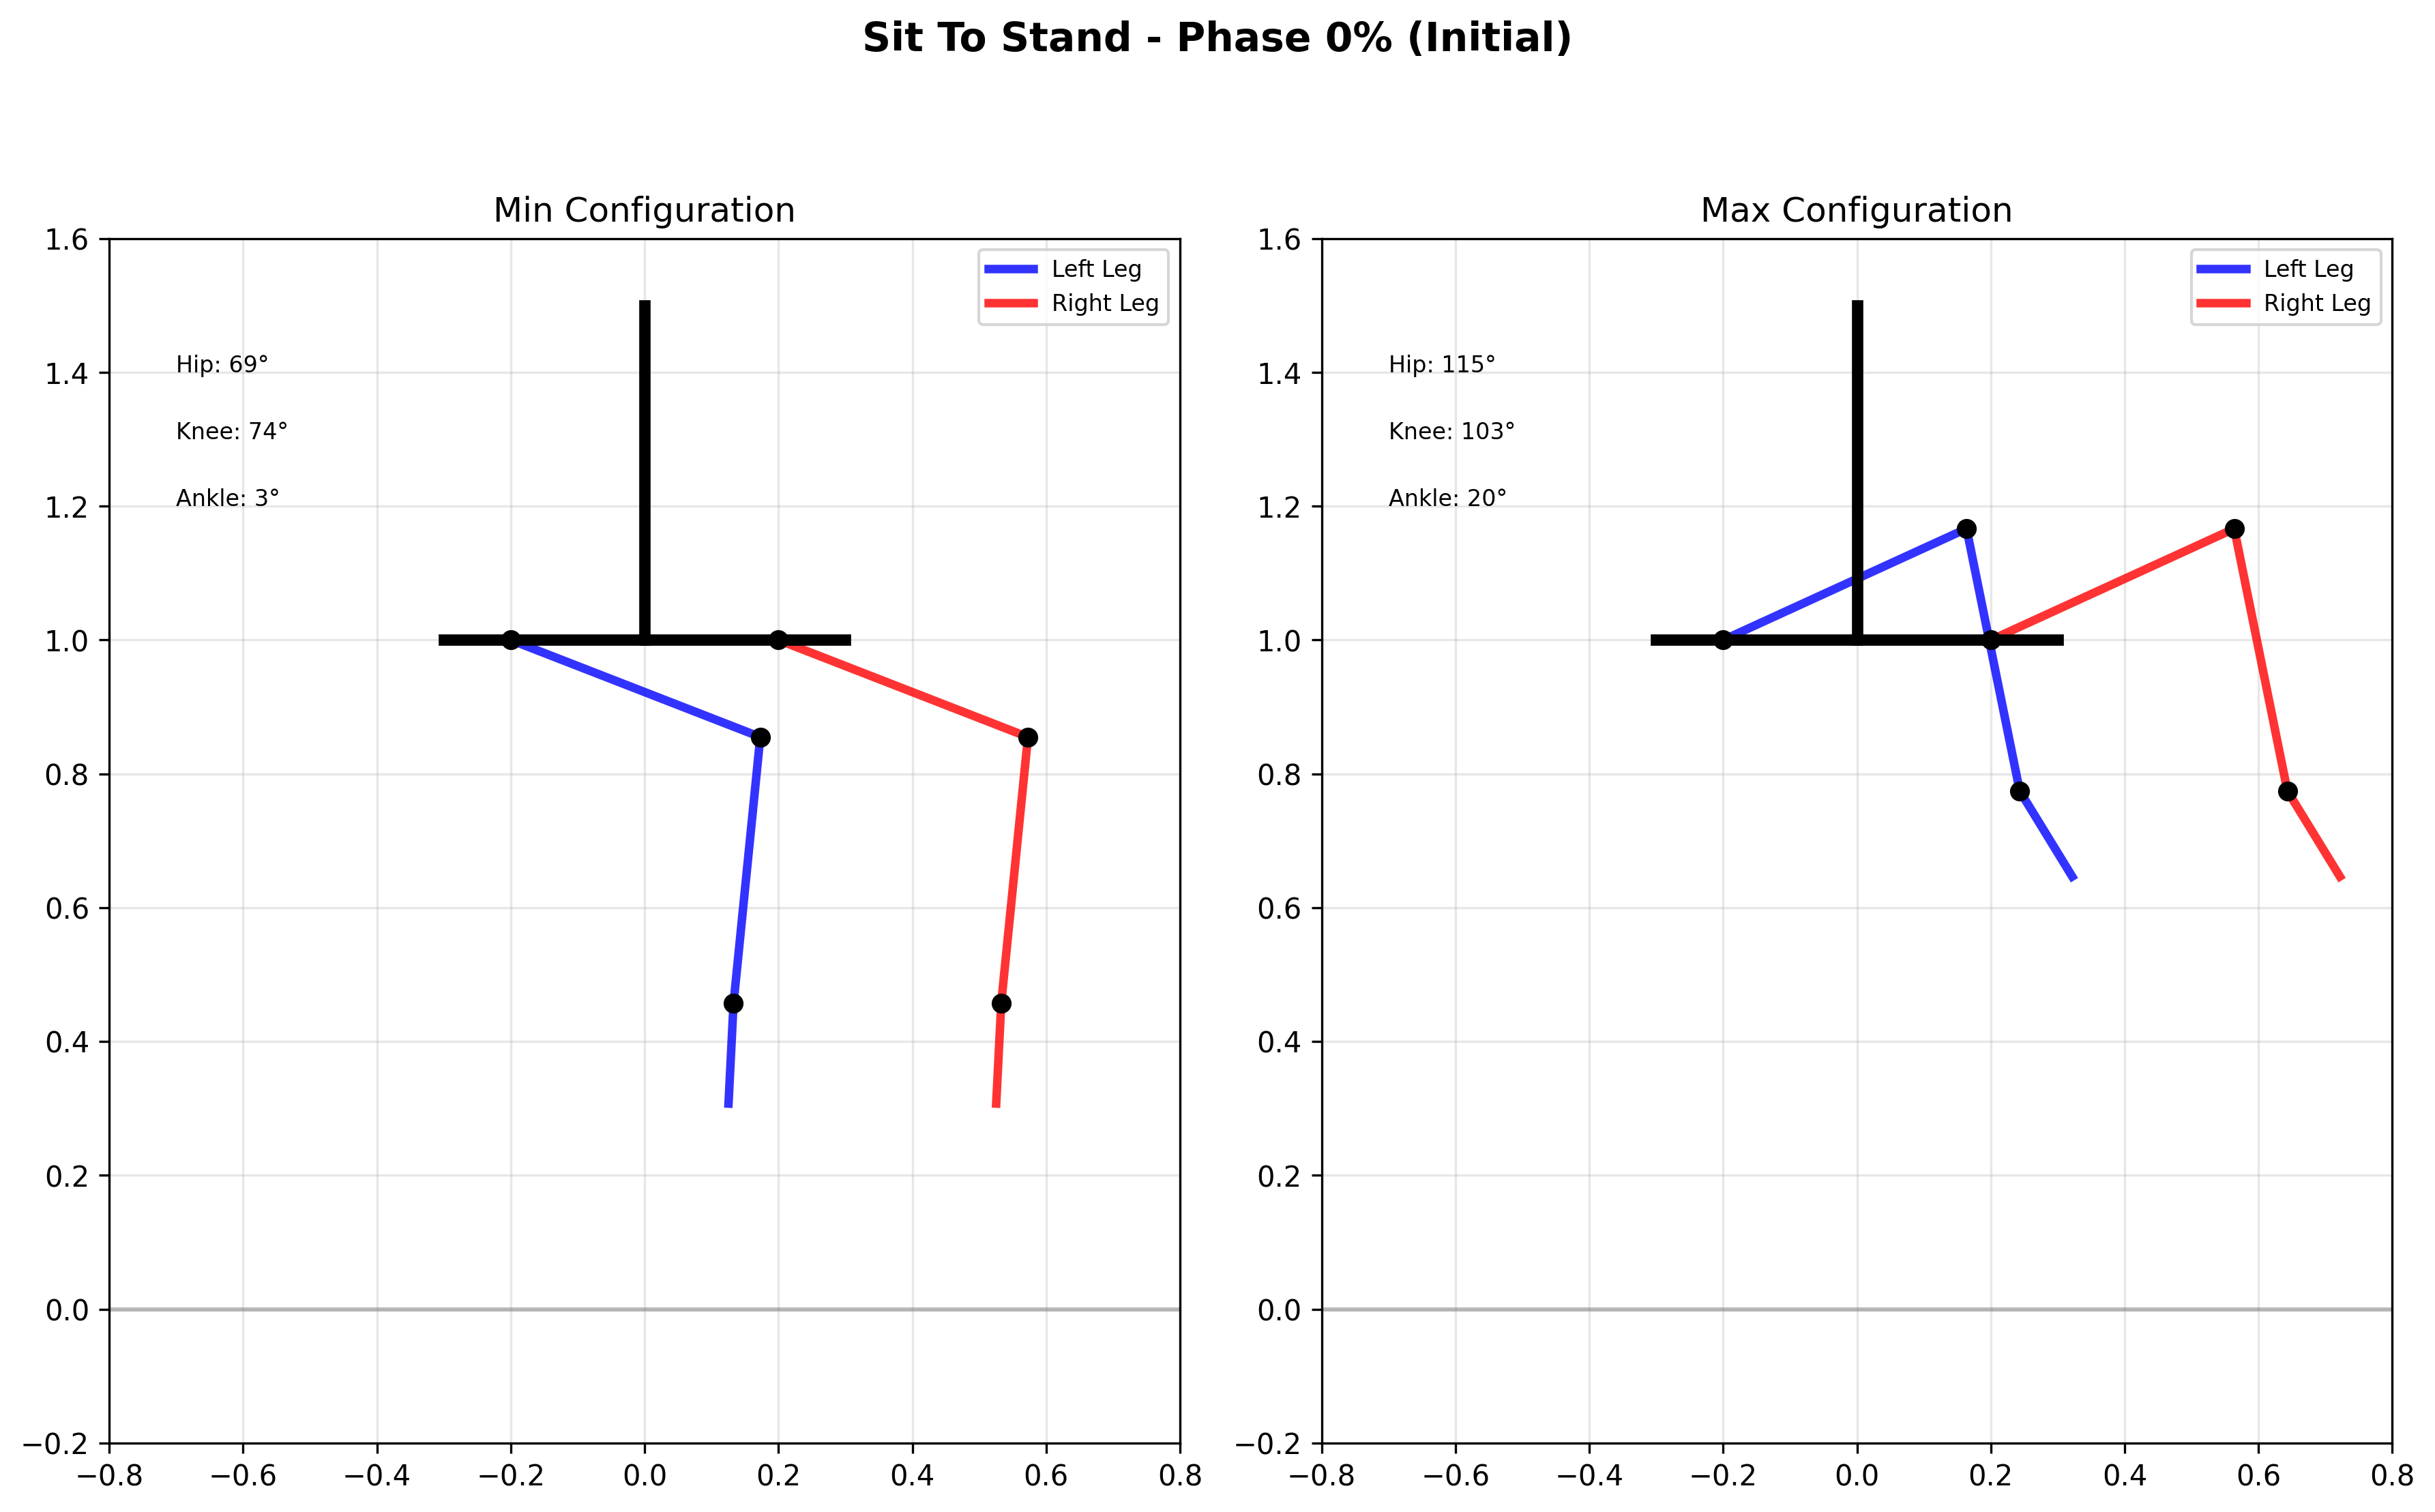 Sit To Stand - Phase 0% (Initial)
Min Configuration
Left Leg
Right Leg
Hip: 69°
Knee: 74°
Ankle: 3°
1.6
1.4
1.2
1.0
0.8
0.6
0.4
0.2
0.0
−0.2
−0.8 −0.6 −0.4 −0.2 0.0 0.2 0.4 0.6 0.8
Max Configuration
Left Leg
Right Leg
Hip: 115°
Knee: 103°
Ankle: 20°
1.6
1.4
1.2
1.0
0.8
0.6
0.4
0.2
0.0
−0.2
−0.8 −0.6 −0.4 −0.2 0.0 0.2 0.4 0.6 0.8